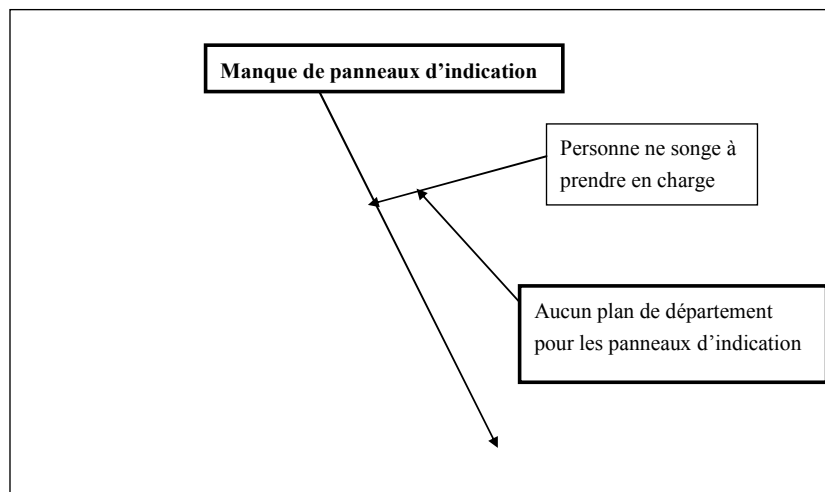 Manque de panneaux d’indication
Personne ne songe à
prendre en charge
Aucun plan de département
pour les panneaux d’indication